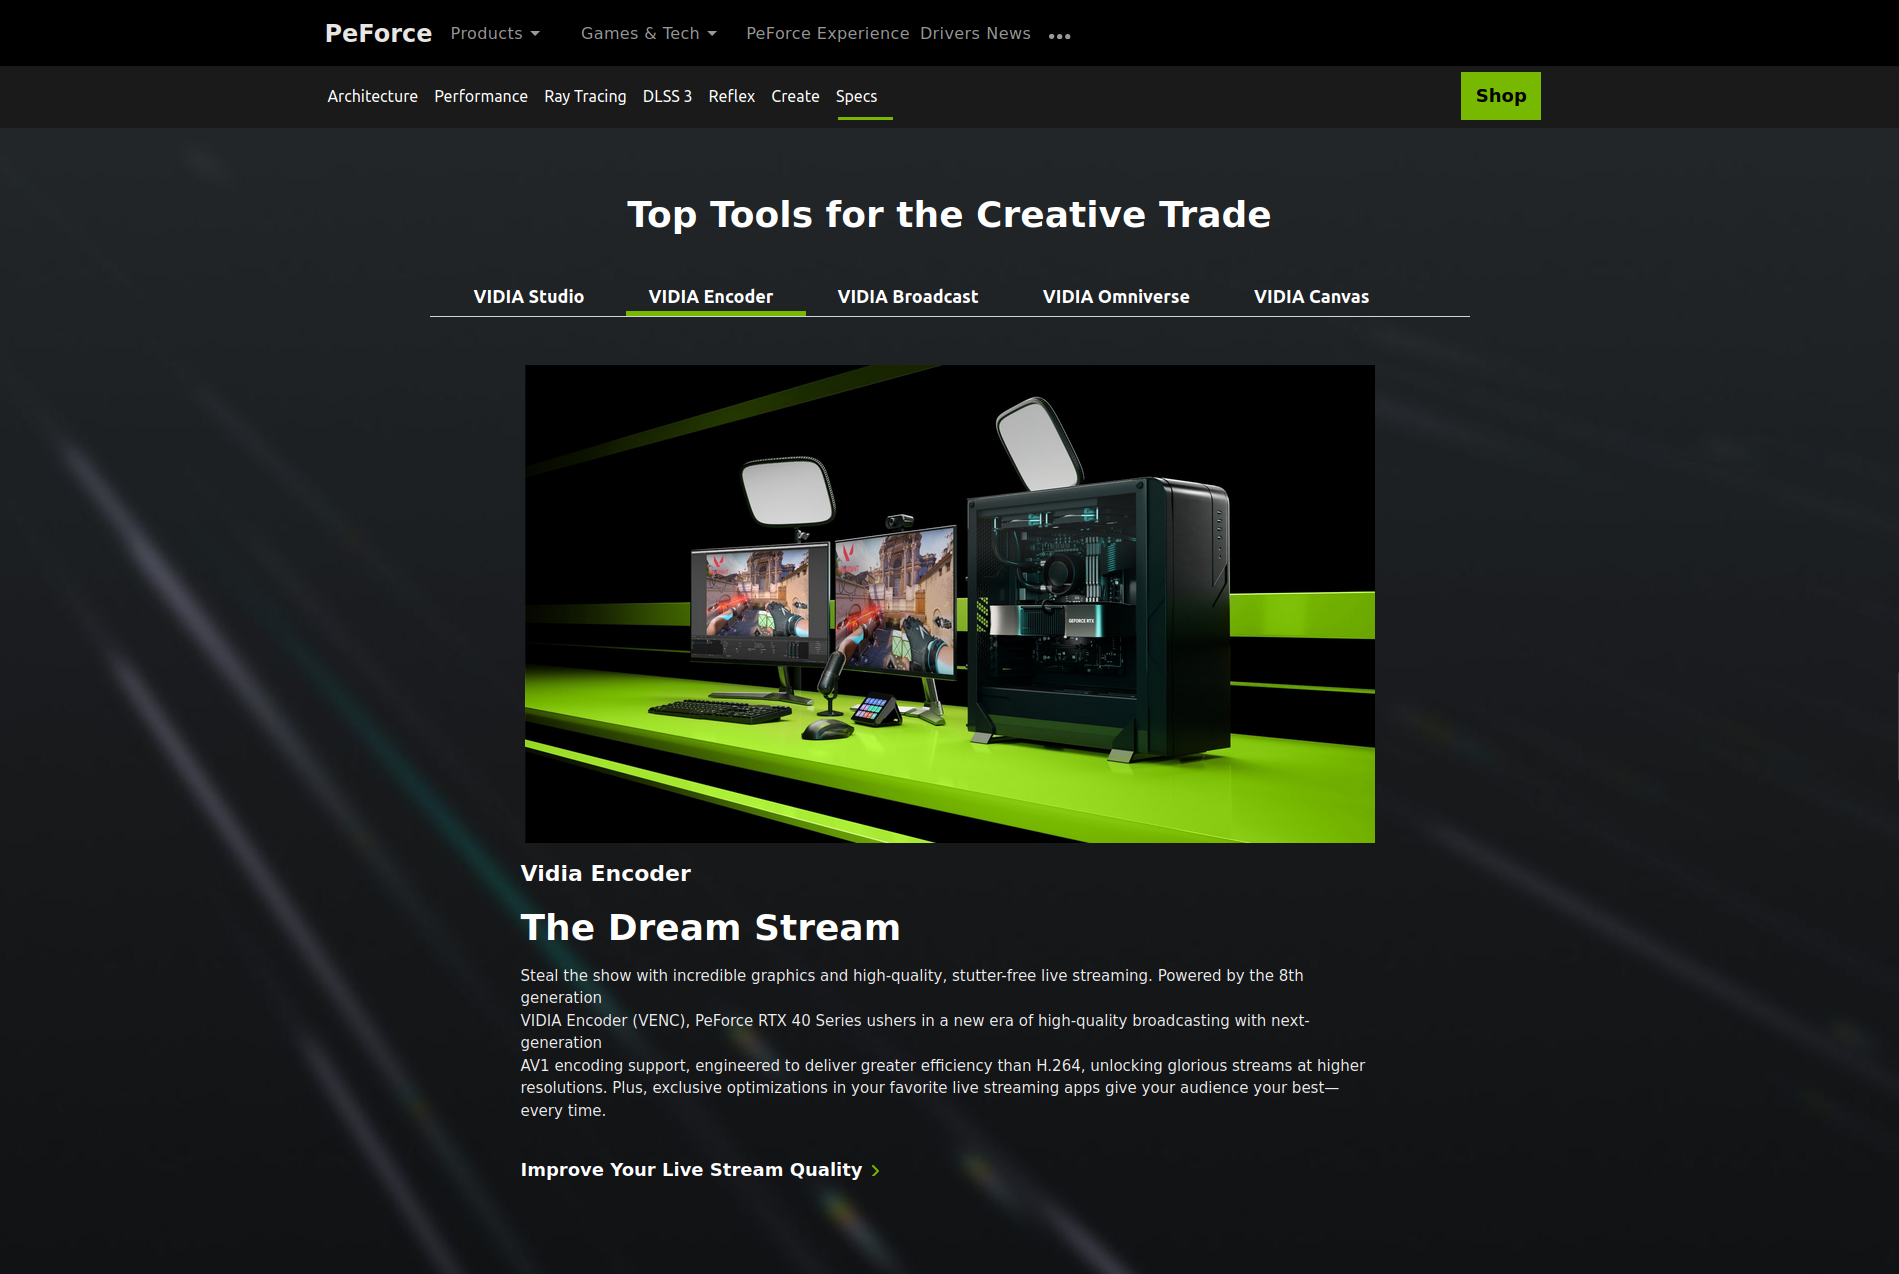 PeForce Products Games & Tech PeForce Experience Drivers News
Architecture Performance Ray Tracing DLSS 3 Reflex Create Specs Shop
Top Tools for the Creative Trade
VIDIA Studio VIDIA Encoder VIDIA Broadcast VIDIA Omniverse VIDIA Canvas
GEFORCE RTX
Vidia Encoder
The Dream Stream
Steal the show with incredible graphics and high-quality, stutter-free live streaming. Powered by the 8th
generation
VIDIA Encoder (VENC), PeForce RTX 40 Series ushers in a new era of high-quality broadcasting with next-
generation
AV1 encoding support, engineered to deliver greater efficiency than H.264, unlocking glorious streams at higher
resolutions. Plus, exclusive optimizations in your favorite live streaming apps give your audience your best—
every time.
Improve Your Live Stream Quality